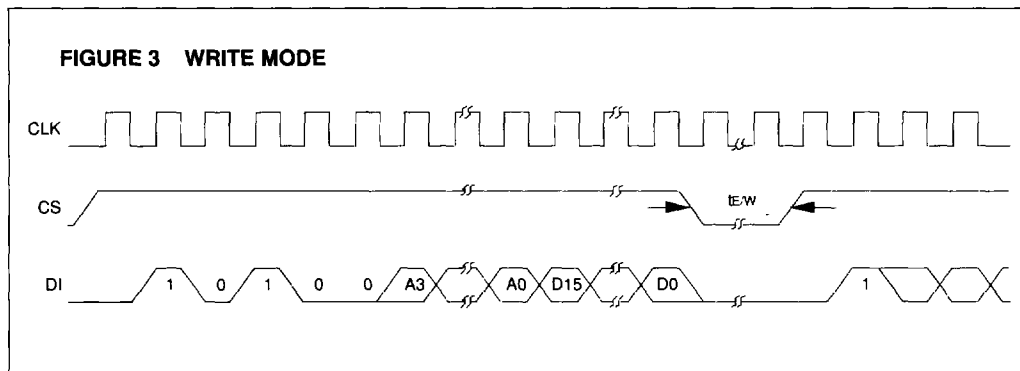 FIGURE 3 WRITE MODE
CLK
CS
tE/W
DI
1 0 1 0 0 A3 A0 D15 D0 1